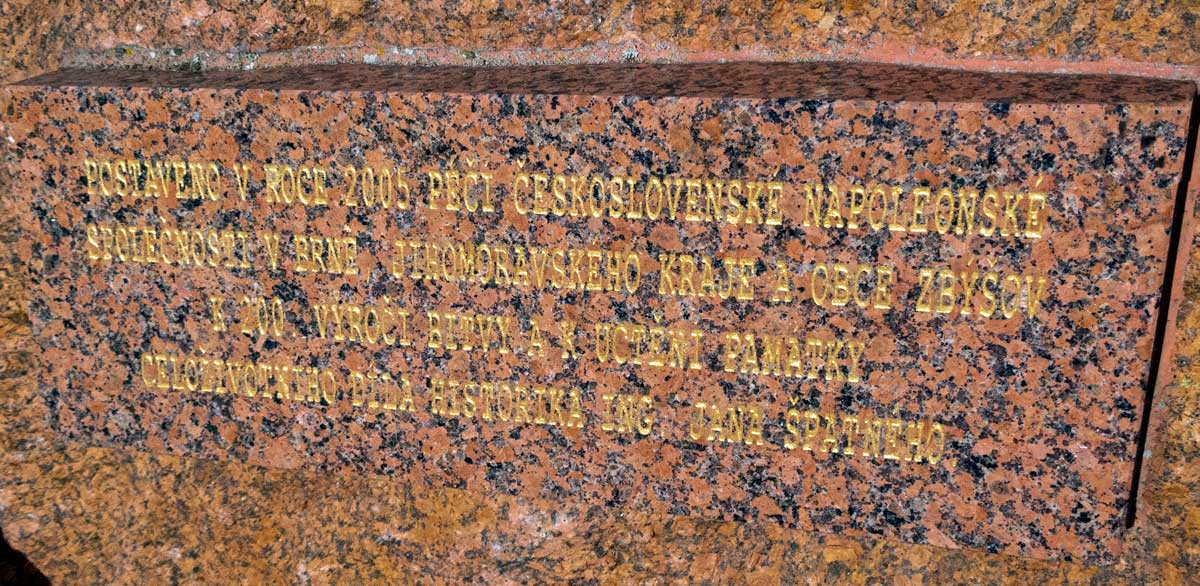 POSTAVENO V ROCE 2005 PÉČÍ ČESKOSLOVENSKÉ NAPOLEONSKÉ
SPOLEČNOSTI V BRNĚ, JIHOMORAVSKÉHO KRAJE A OBCE ZBÝŠOV
K 200. VÝROČÍ BITVY A K UCTĚNÍ PAMÁTKY
CELOŽIVOTNÍHO DÍLA HISTORIKA ING. JANA ŠPATNÉHO